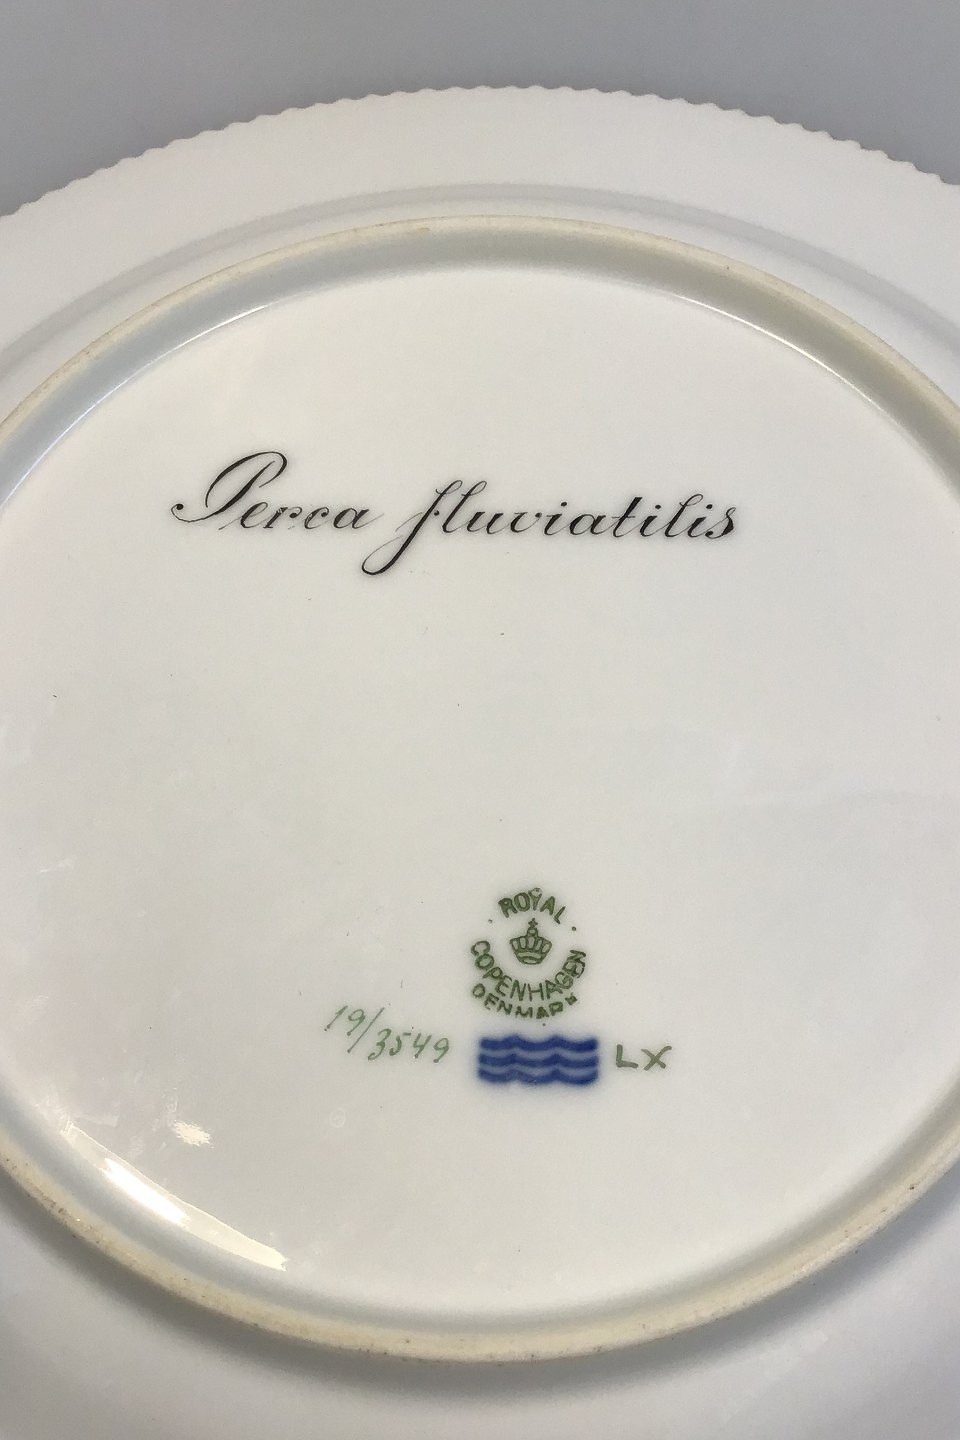 Perca fluviatilis
ROYAL
COPENHAGEN
DENMARK
19/3549
LX